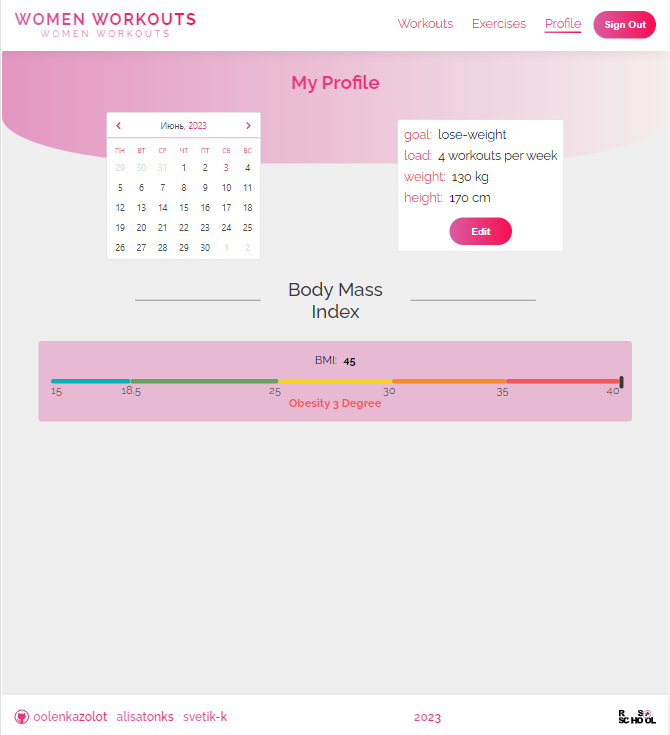 WOMEN WORKOUTS
WOMEN WORKOUTS
Workouts Exercises Profile Sign Out
My Profile
Июнь, 2023
ПН ВТ СР ЧТ ПТ СБ ВС
29 30 31 1 2 3 4
5 6 7 8 9 10 11
12 13 14 15 16 17 18
19 20 21 22 23 24 25
26 27 28 29 30 1 2
goal: lose-weight
load: 4 workouts per week
weight: 130 kg
height: 170 cm
Edit
Body Mass
Index
BMI: 45
15 18.5 25 30 35 40
Obesity 3 Degree
oolenkazolot alisatonks svetik-k 2023
RS
SCHOOL